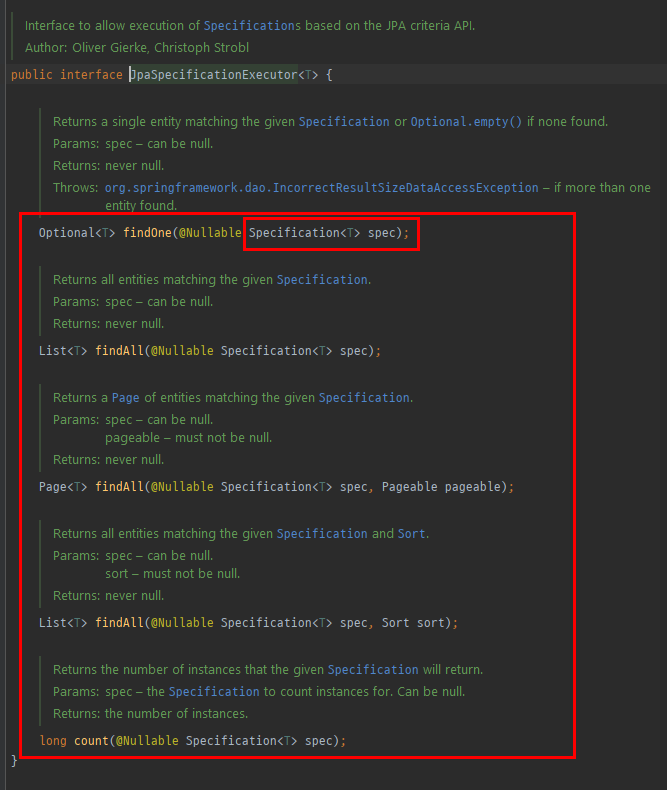 Interface to allow execution of Specifications based on the JPA criteria API.
Author: Oliver Gierke, Christoph Strobl
public interface JpaSpecificationExecutor<T> {
Returns a single entity matching the given Specification or Optional.empty() if none found.
Params: spec – can be null.
Returns: never null.
Throws: org.springframework.dao.IncorrectResultSizeDataAccessException – if more than one
entity found.
Optional<T> findOne(@Nullable Specification<T> spec);
Returns all entities matching the given Specification.
Params: spec – can be null.
Returns: never null.
List<T> findAll(@Nullable Specification<T> spec);
Returns a Page of entities matching the given Specification.
Params: spec – can be null.
pageable – must not be null.
Returns: never null.
Page<T> findAll(@Nullable Specification<T> spec, Pageable pageable);
Returns all entities matching the given Specification and Sort.
Params: spec – can be null.
sort – must not be null.
Returns: never null.
List<T> findAll(@Nullable Specification<T> spec, Sort sort);
Returns the number of instances that the given Specification will return.
Params: spec – the Specification to count instances for. Can be null.
Returns: the number of instances.
long count(@Nullable Specification<T> spec);
}